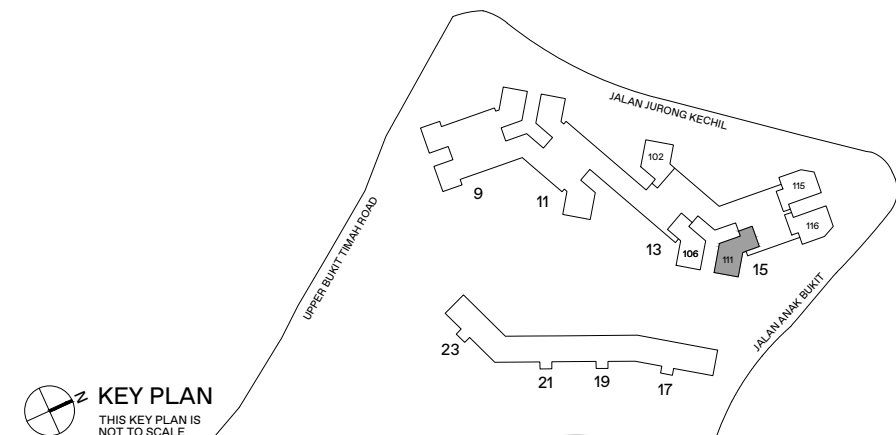 JALAN JURONG KECHIL
102
115
9
11
116
13
106
111
15
UPPER BUKIT TIMAH ROAD
JALAN ANAK BUKIT
23
21
19
17
N
KEY PLAN
THIS KEY PLAN IS
NOT TO SCALE